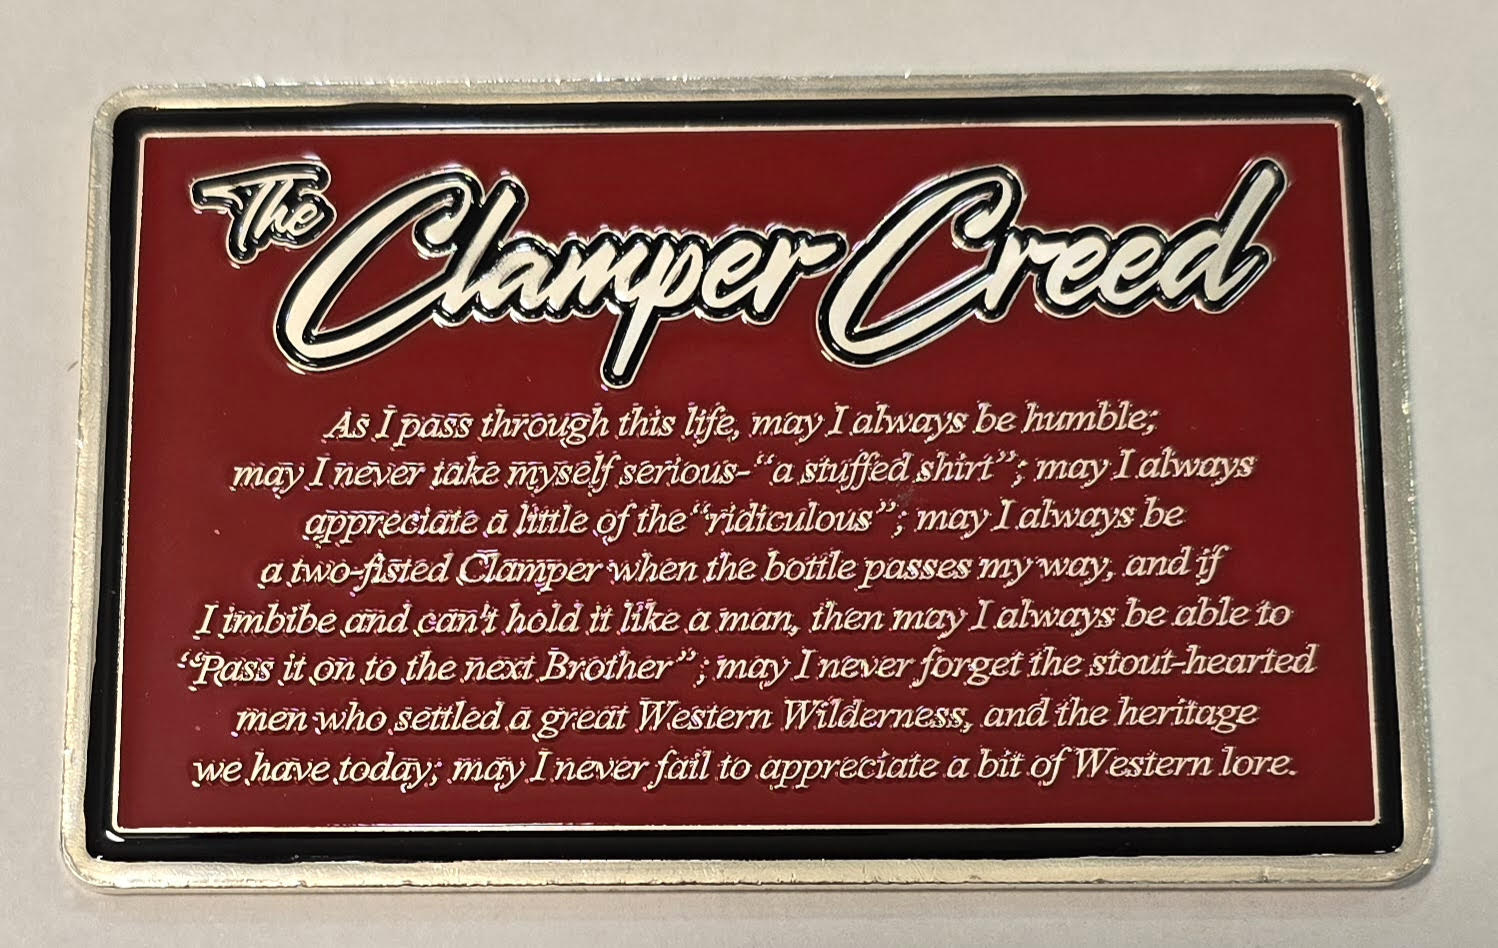 The Clamper Creed
As I pass through this life, may I always be humble;
may I never take myself serious-“a stuffed shirt”; may I always
appreciate a little of the“ridiculous”; may I always be
a two-fisted Clamper when the bottle passes my way, and if
I imbibe and can't hold it like a man, then may I always be able to
“Pass it on to the next Brother”; may I never forget the stout-hearted
men who settled a great Western Wilderness, and the heritage
we have today; may I never fail to appreciate a bit of Western lore.